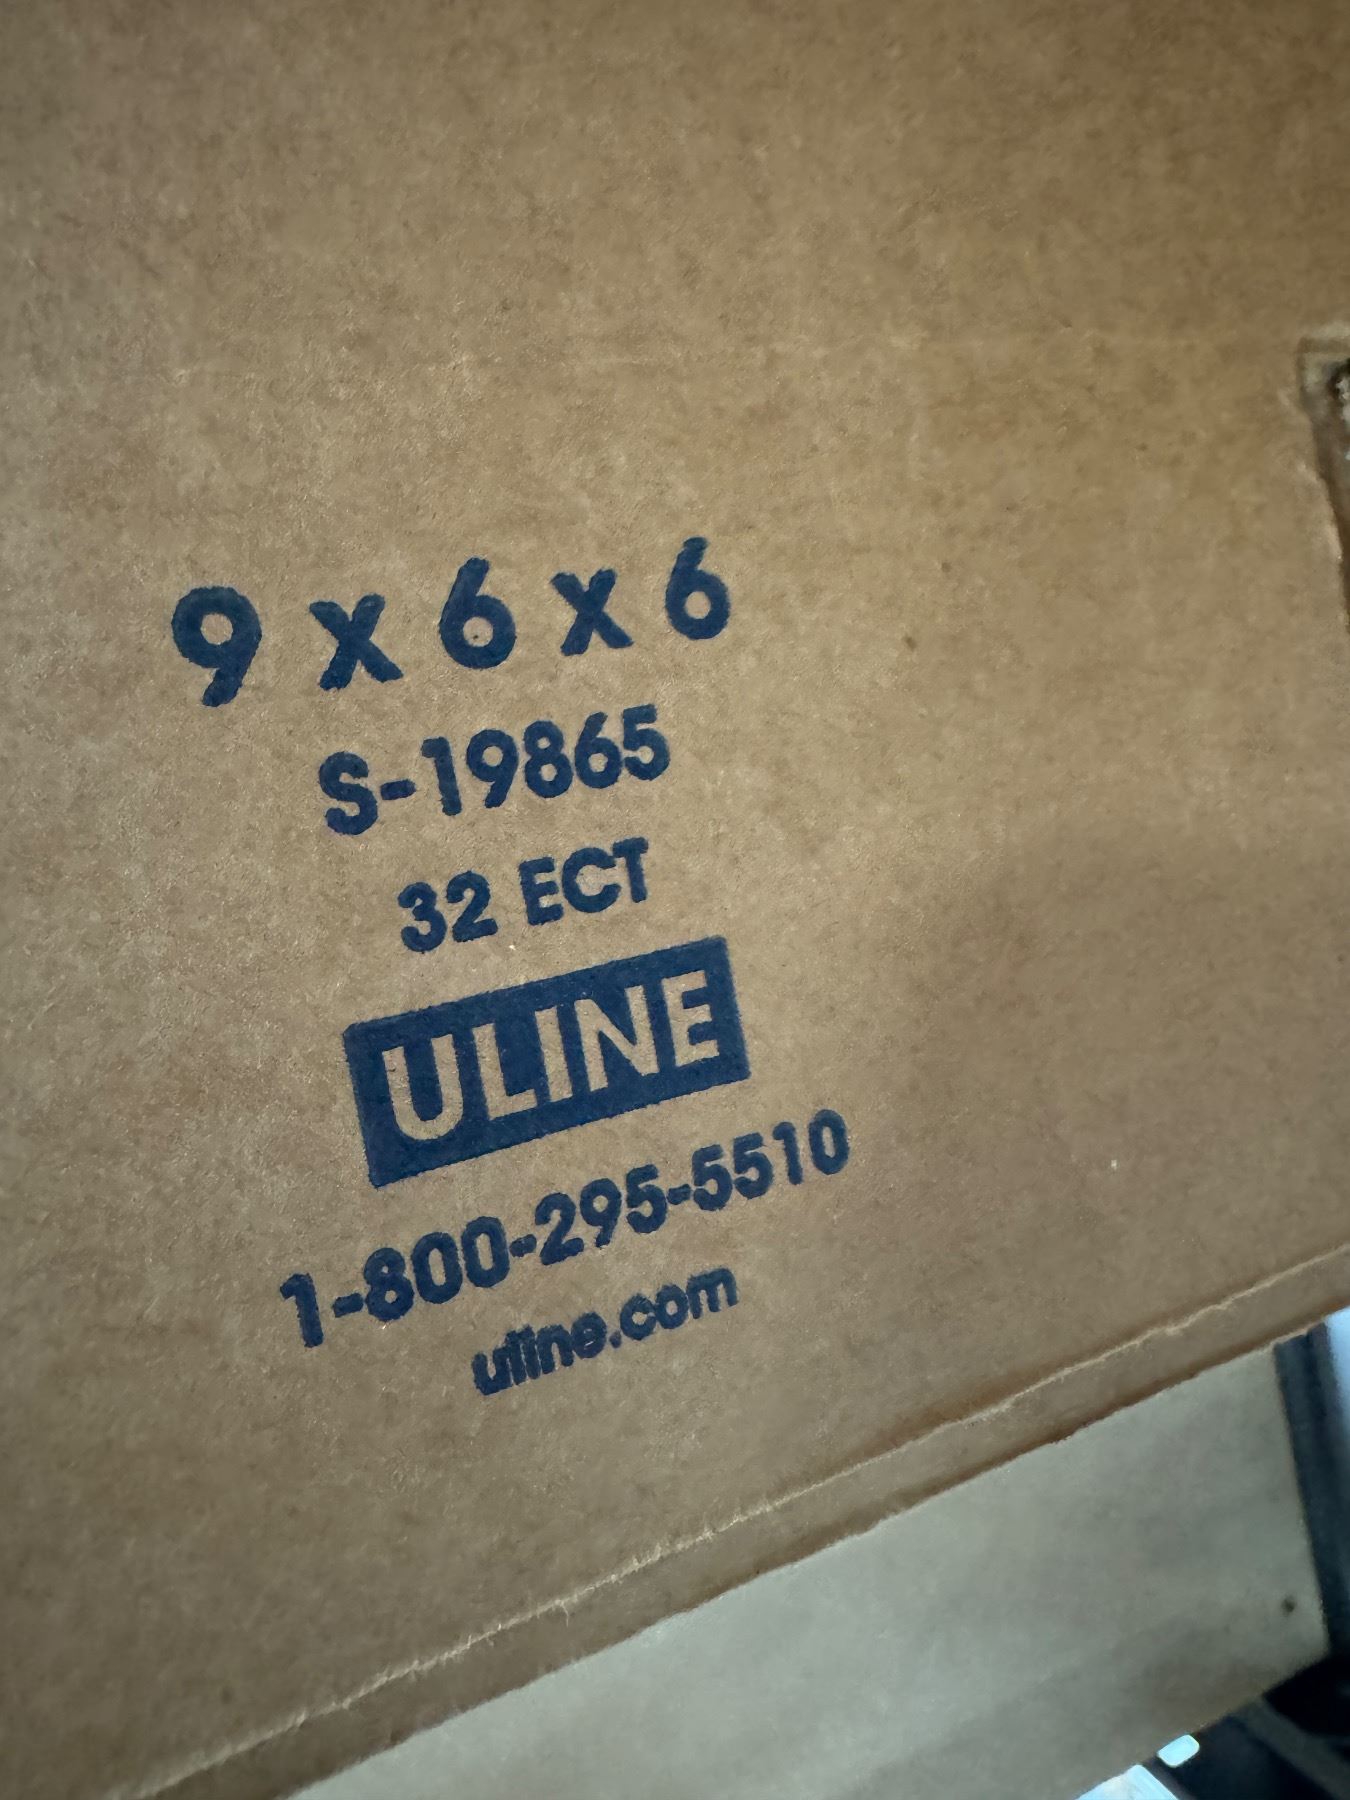 9 x 6 x 6
S-19865
32 ECT
ULINE
1-800-295-5510
uline.com